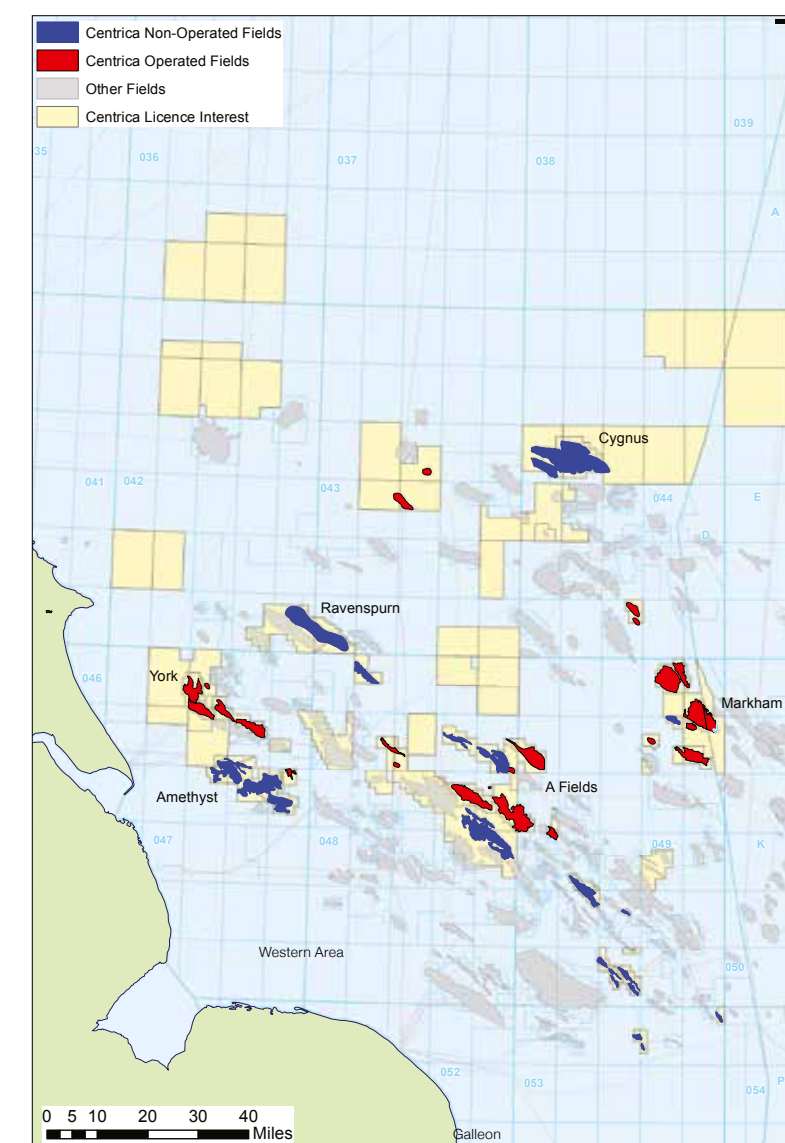 Centrica Non-Operated Fields
Centrica Operated Fields
Other Fields
Centrica Licence Interest
039
35
036
037
038
A
Cygnus
041
042
043
044
E
D
Ravenspurn
York
046
Markham
Amethyst
A Fields
047
048
049
K
Western Area
050
052
053
054
P
0 5 10 20 30 40
Miles
Galleon